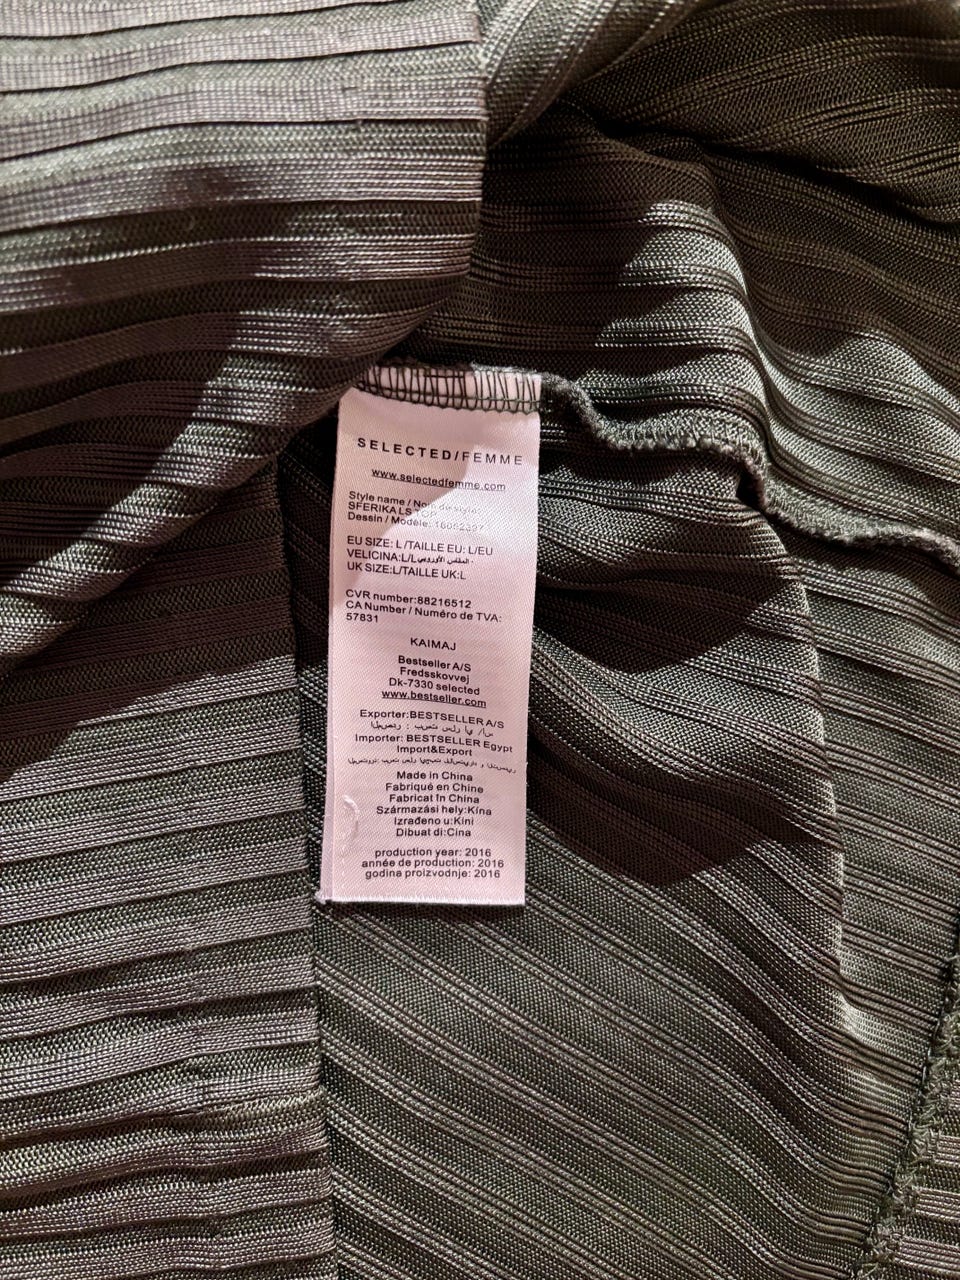 SELECTED/FEMME
www.selectedfemme.com
Style name / Nom de style:
SFERIKA LS TOP
Dessin / Modèle: 16052397
EU SIZE: L/TAILLE EU: L/EU
VELICINA:L/L المقاس الأوروبي
UK SIZE:L/TAILLE UK:L
CVR number:88216512
CA Number / Numéro de TVA:
57831
KAIMAJ
Bestseller A/S
Fredsskovvej
Dk-7330 selected
www.bestseller.com
Exporter:BESTSELLER A/S
Importer: BESTSELLER Egypt
Import&Export
Made in China
Fabriqué en Chine
Fabricat în China
Származási hely:Kína
Izrađeno u:Kini
Dibuat di:Cina
production year: 2016
année de production: 2016
godina proizvodnje: 2016